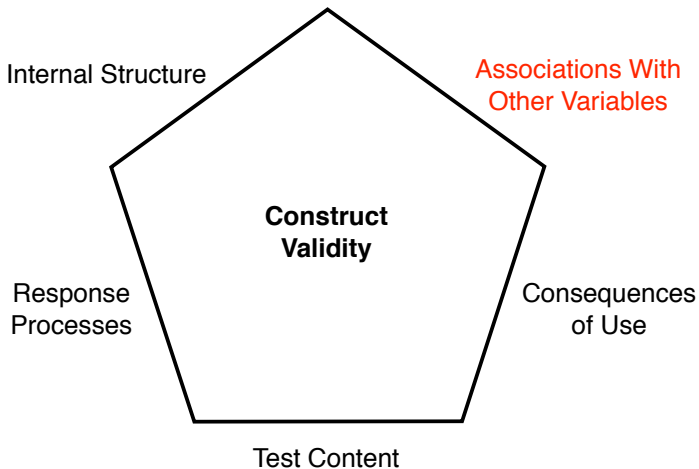 Internal Structure
Associations With
Other Variables
Construct
Validity
Response
Processes
Consequences
of Use
Test Content